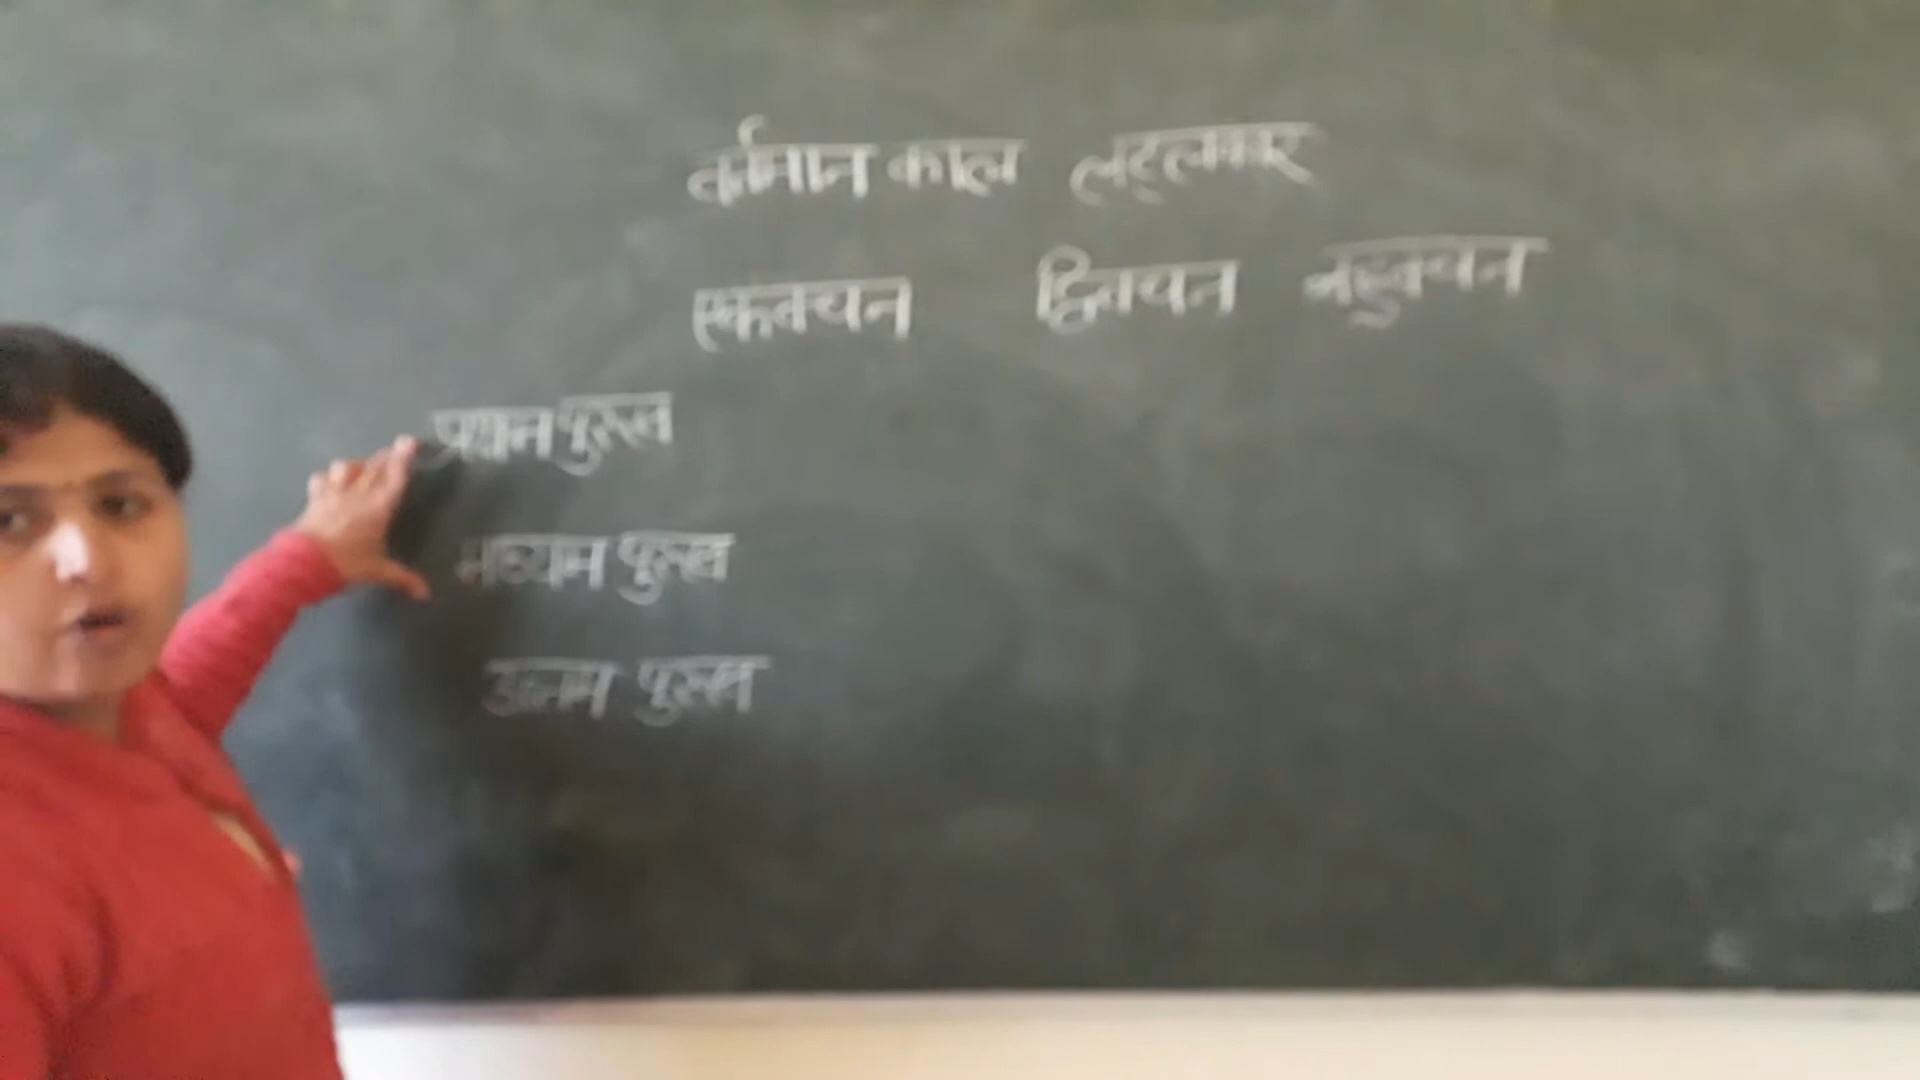 वर्तमान काल लट्लकार
एकवचन द्विवचन बहुवचन
प्रथम पुरुष
मध्यम पुरुष
उत्तम पुरुष